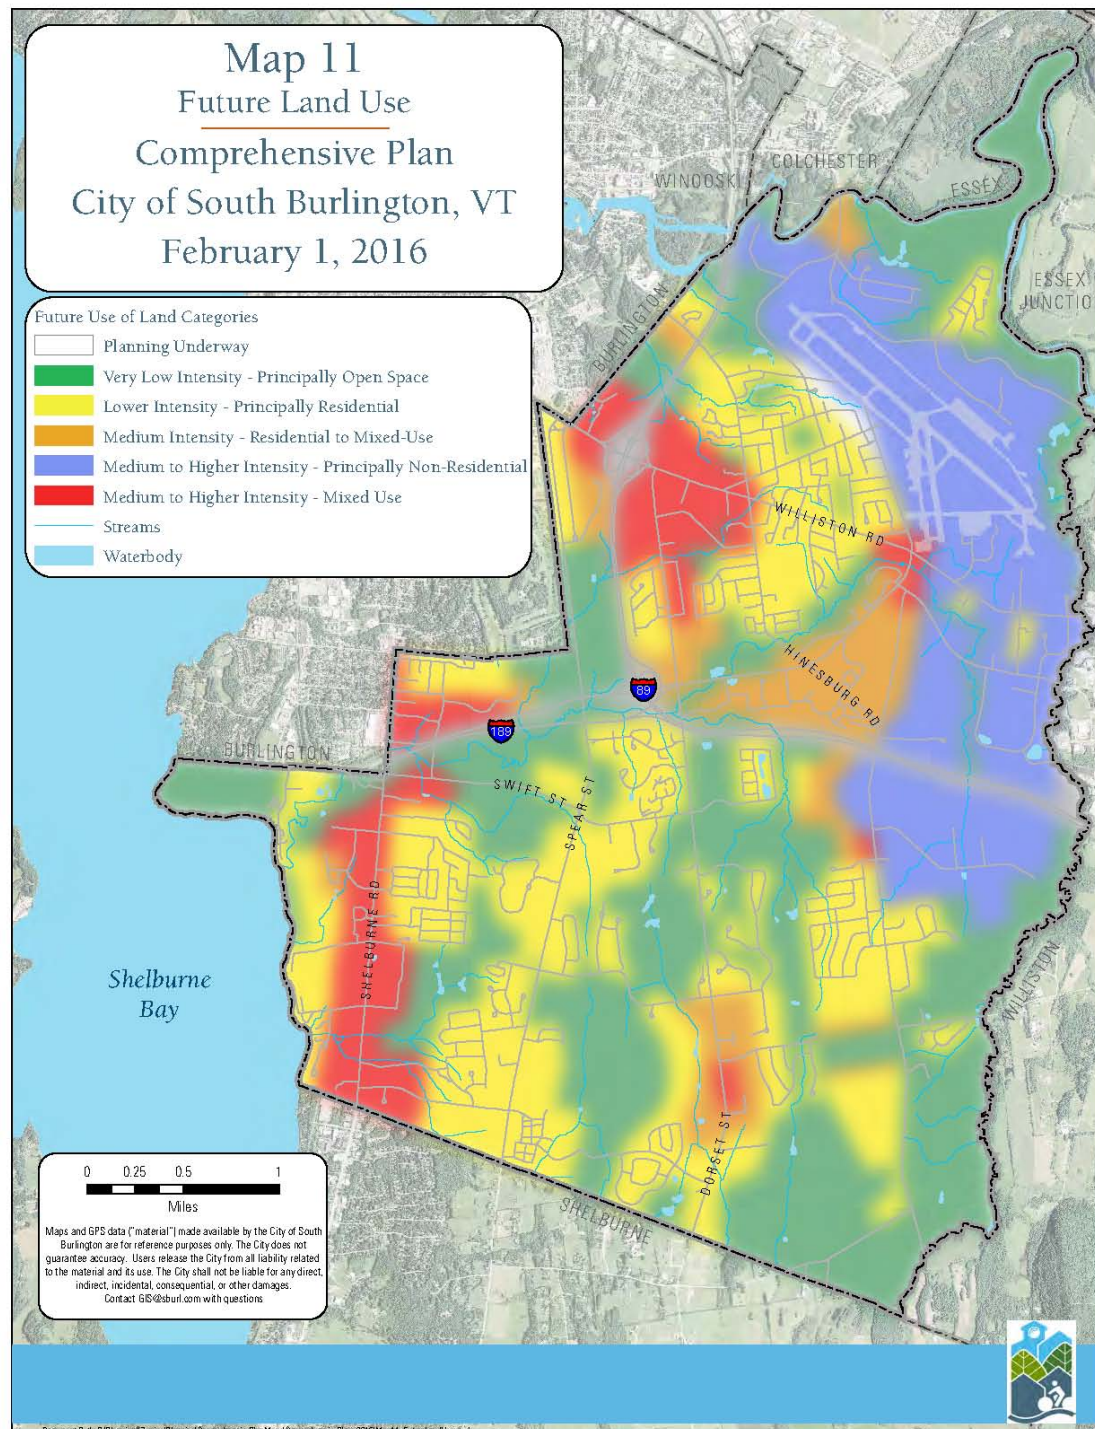 Map 11
Future Land Use
Comprehensive Plan
City of South Burlington, VT
February 1, 2016
Future Use of Land Categories
Planning Underway
Very Low Intensity - Principally Open Space
Lower Intensity - Principally Residential
Medium Intensity - Residential to Mixed-Use
Medium to Higher Intensity - Principally Non-Residential
Medium to Higher Intensity - Mixed Use
Streams
Waterbody
COLCHESTER
WINOOSKI
ESSEX
ESSEX
JUNCTIO
BURLINGTON
WILLISTON RD
HINESBURG RD
89
189
BURLINGTON
SWIFT ST
SPEAR ST
SHELBURNE RD
Shelburne
Bay
WILLISTON
DORSET ST
SHELBURNE
0 0.25 0.5 1
Miles
Maps and GPS data ("material") made available by the City of South
Burlington are for reference purposes only. The City does not
guarantee accuracy. Users release the City from all liability related
to the material and its use. The City shall not be liable for any direct,
indirect, incidental, consequential, or other damages.
Contact GIS@sburl.com with questions